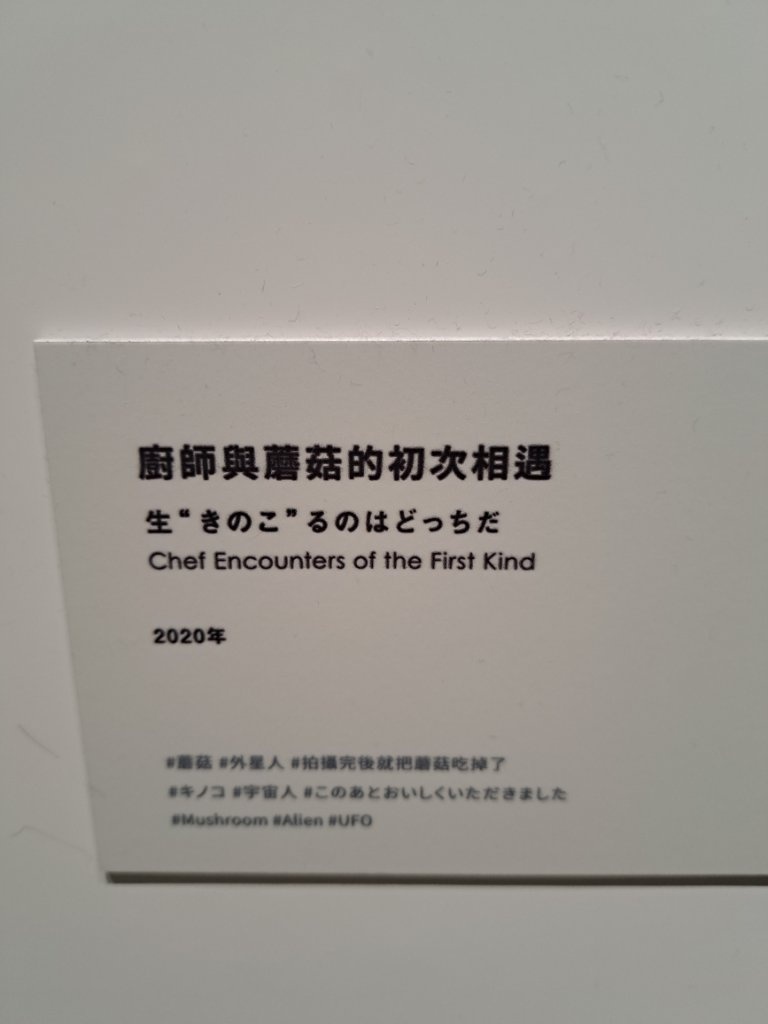 廚師與蘑菇的初次相遇
生“きのこ”るのはどっちだ
Chef Encounters of the First Kind
2020年
#蘑菇 #外星人 #拍攝完後就把蘑菇吃掉了
#キノコ #宇宙人 #このあとおいしくいただきました
#Mushroom #Alien #UFO